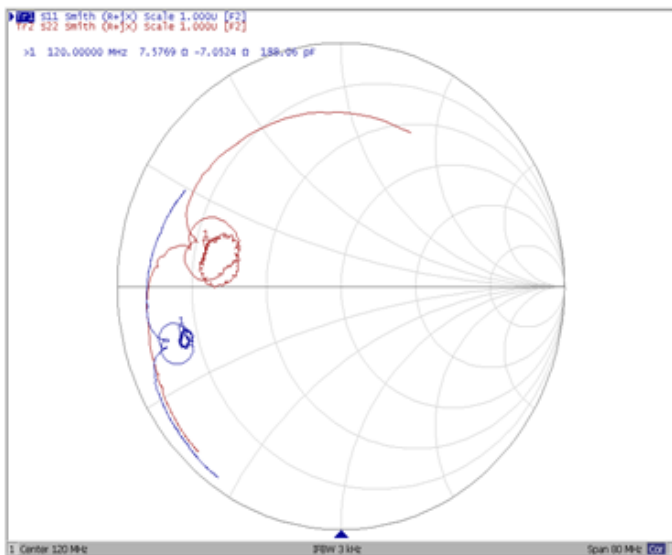 Tr1 S11 Smith (R+jX) Scale 1.000U [F2]
Tr2 S22 Smith (R+jX) Scale 1.000U [F2]
>1 120.00000 MHz 7.5769 Ω -7.0524 Ω 188.06 pF
1 Center 120 MHz IFBW 3 kHz Span 80 MHz Cor